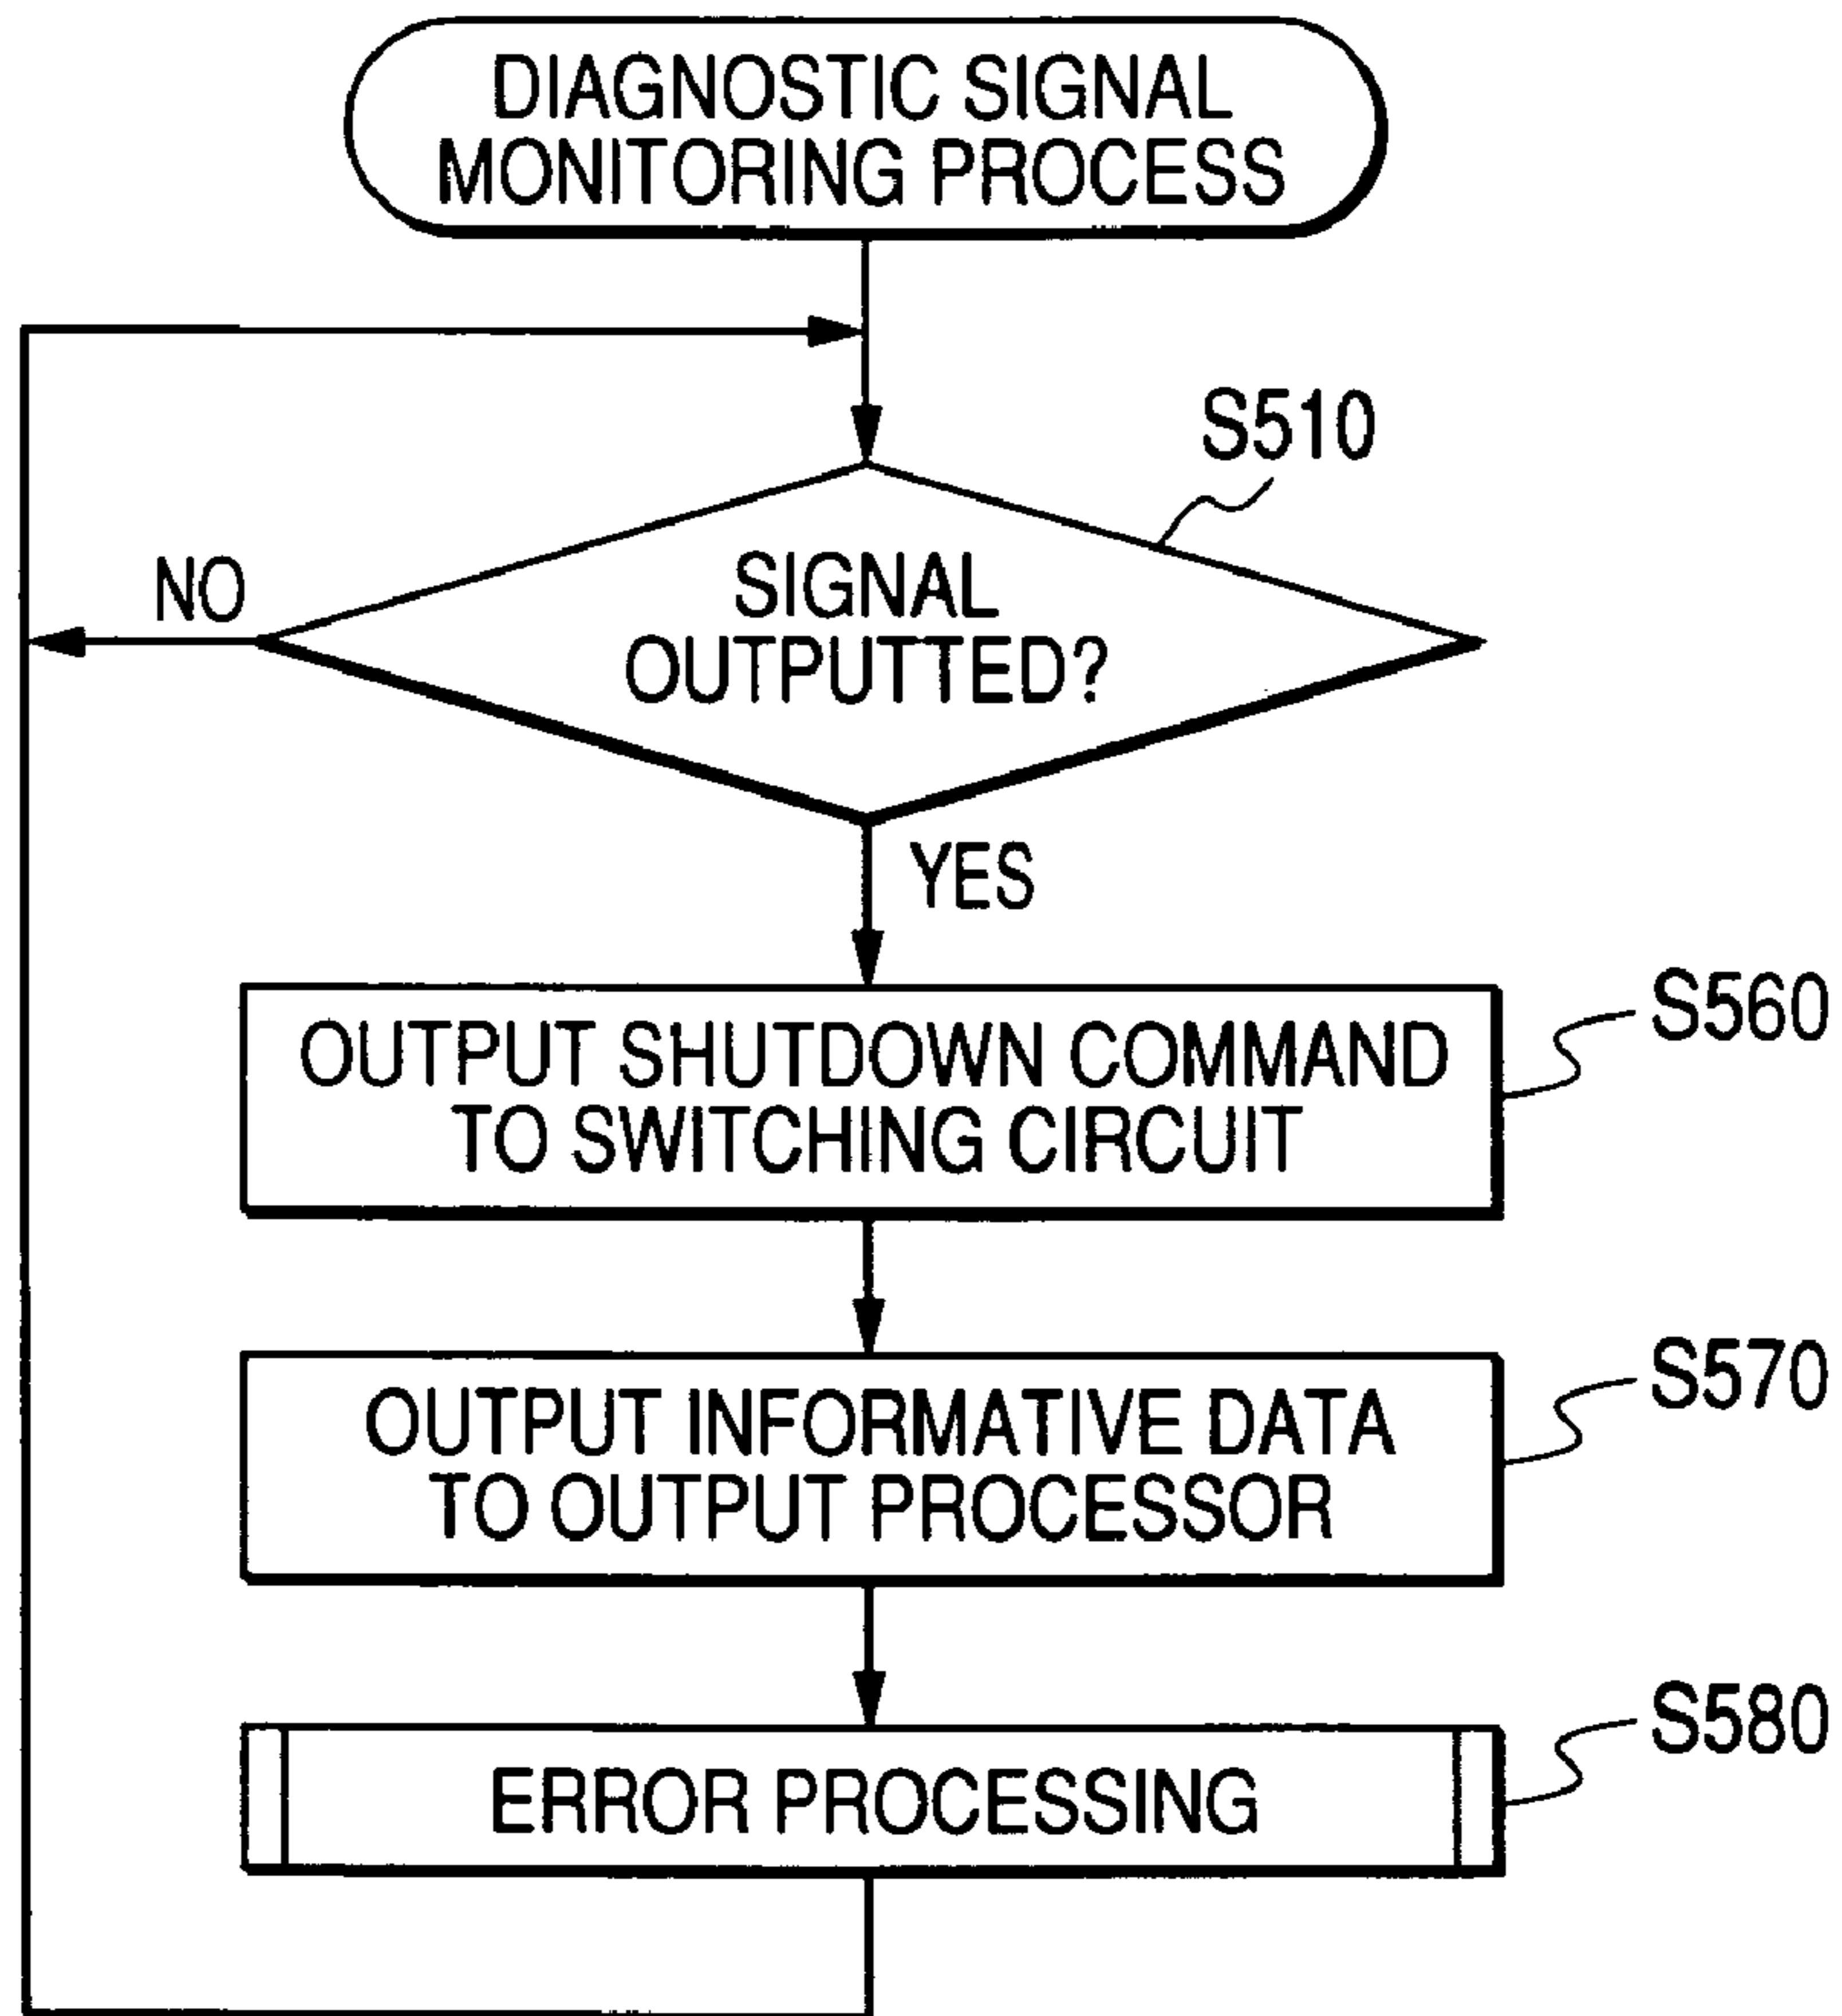 DIAGNOSTIC SIGNAL
MONITORING PROCESS
S510
NO
SIGNAL
OUTPUTTED?
YES
S560
OUTPUT SHUTDOWN COMMAND
TO SWITCHING CIRCUIT
S570
OUTPUT INFORMATIVE DATA
TO OUTPUT PROCESSOR
S580
ERROR PROCESSING